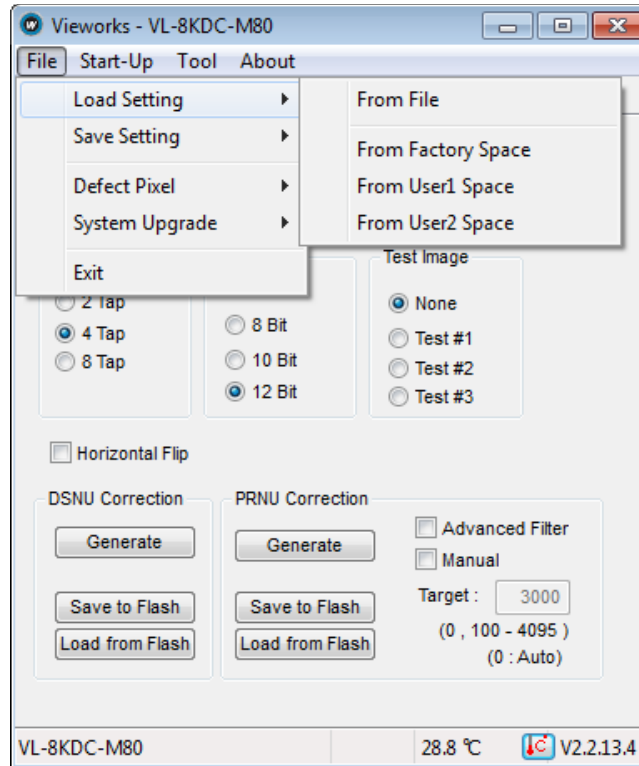 Vieworks - VL-8KDC-M80
File Start-Up Tool About
Load Setting
Save Setting
Defect Pixel
System Upgrade
Exit
From File
From Factory Space
From User1 Space
From User2 Space
2 Tap
4 Tap
8 Tap
8 Bit
10 Bit
12 Bit
Test Image
None
Test #1
Test #2
Test #3
Horizontal Flip
DSNU Correction
Generate
Save to Flash
Load from Flash
PRNU Correction
Generate
Save to Flash
Load from Flash
Advanced Filter
Manual
Target : 3000
(0 , 100 - 4095 )
(0 : Auto)
VL-8KDC-M80 28.8 ℃ V2.2.13.4